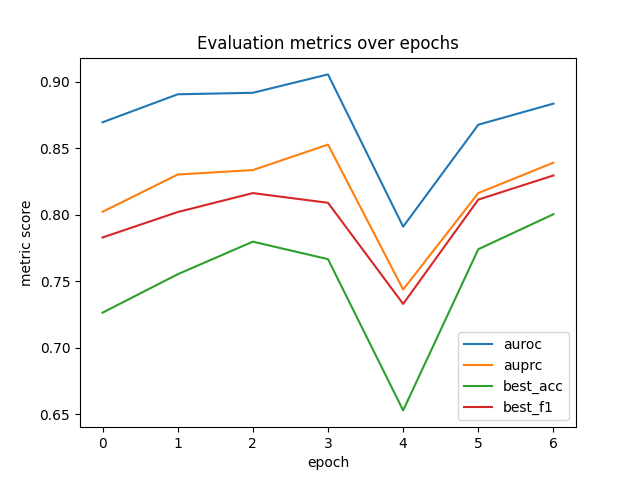 Evaluation metrics over epochs
metric score
0.90
0.85
0.80
0.75
0.70
0.65
0 1 2 3 4 5 6
epoch
auroc
auprc
best_acc
best_f1